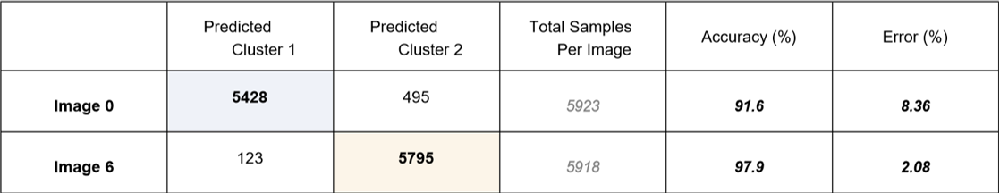 Predicted Cluster 1
Predicted Cluster 2
Total Samples Per Image
Accuracy (%)
Error (%)
Image 0
5428
495
5923
91.6
8.36
Image 6
123
5795
5918
97.9
2.08